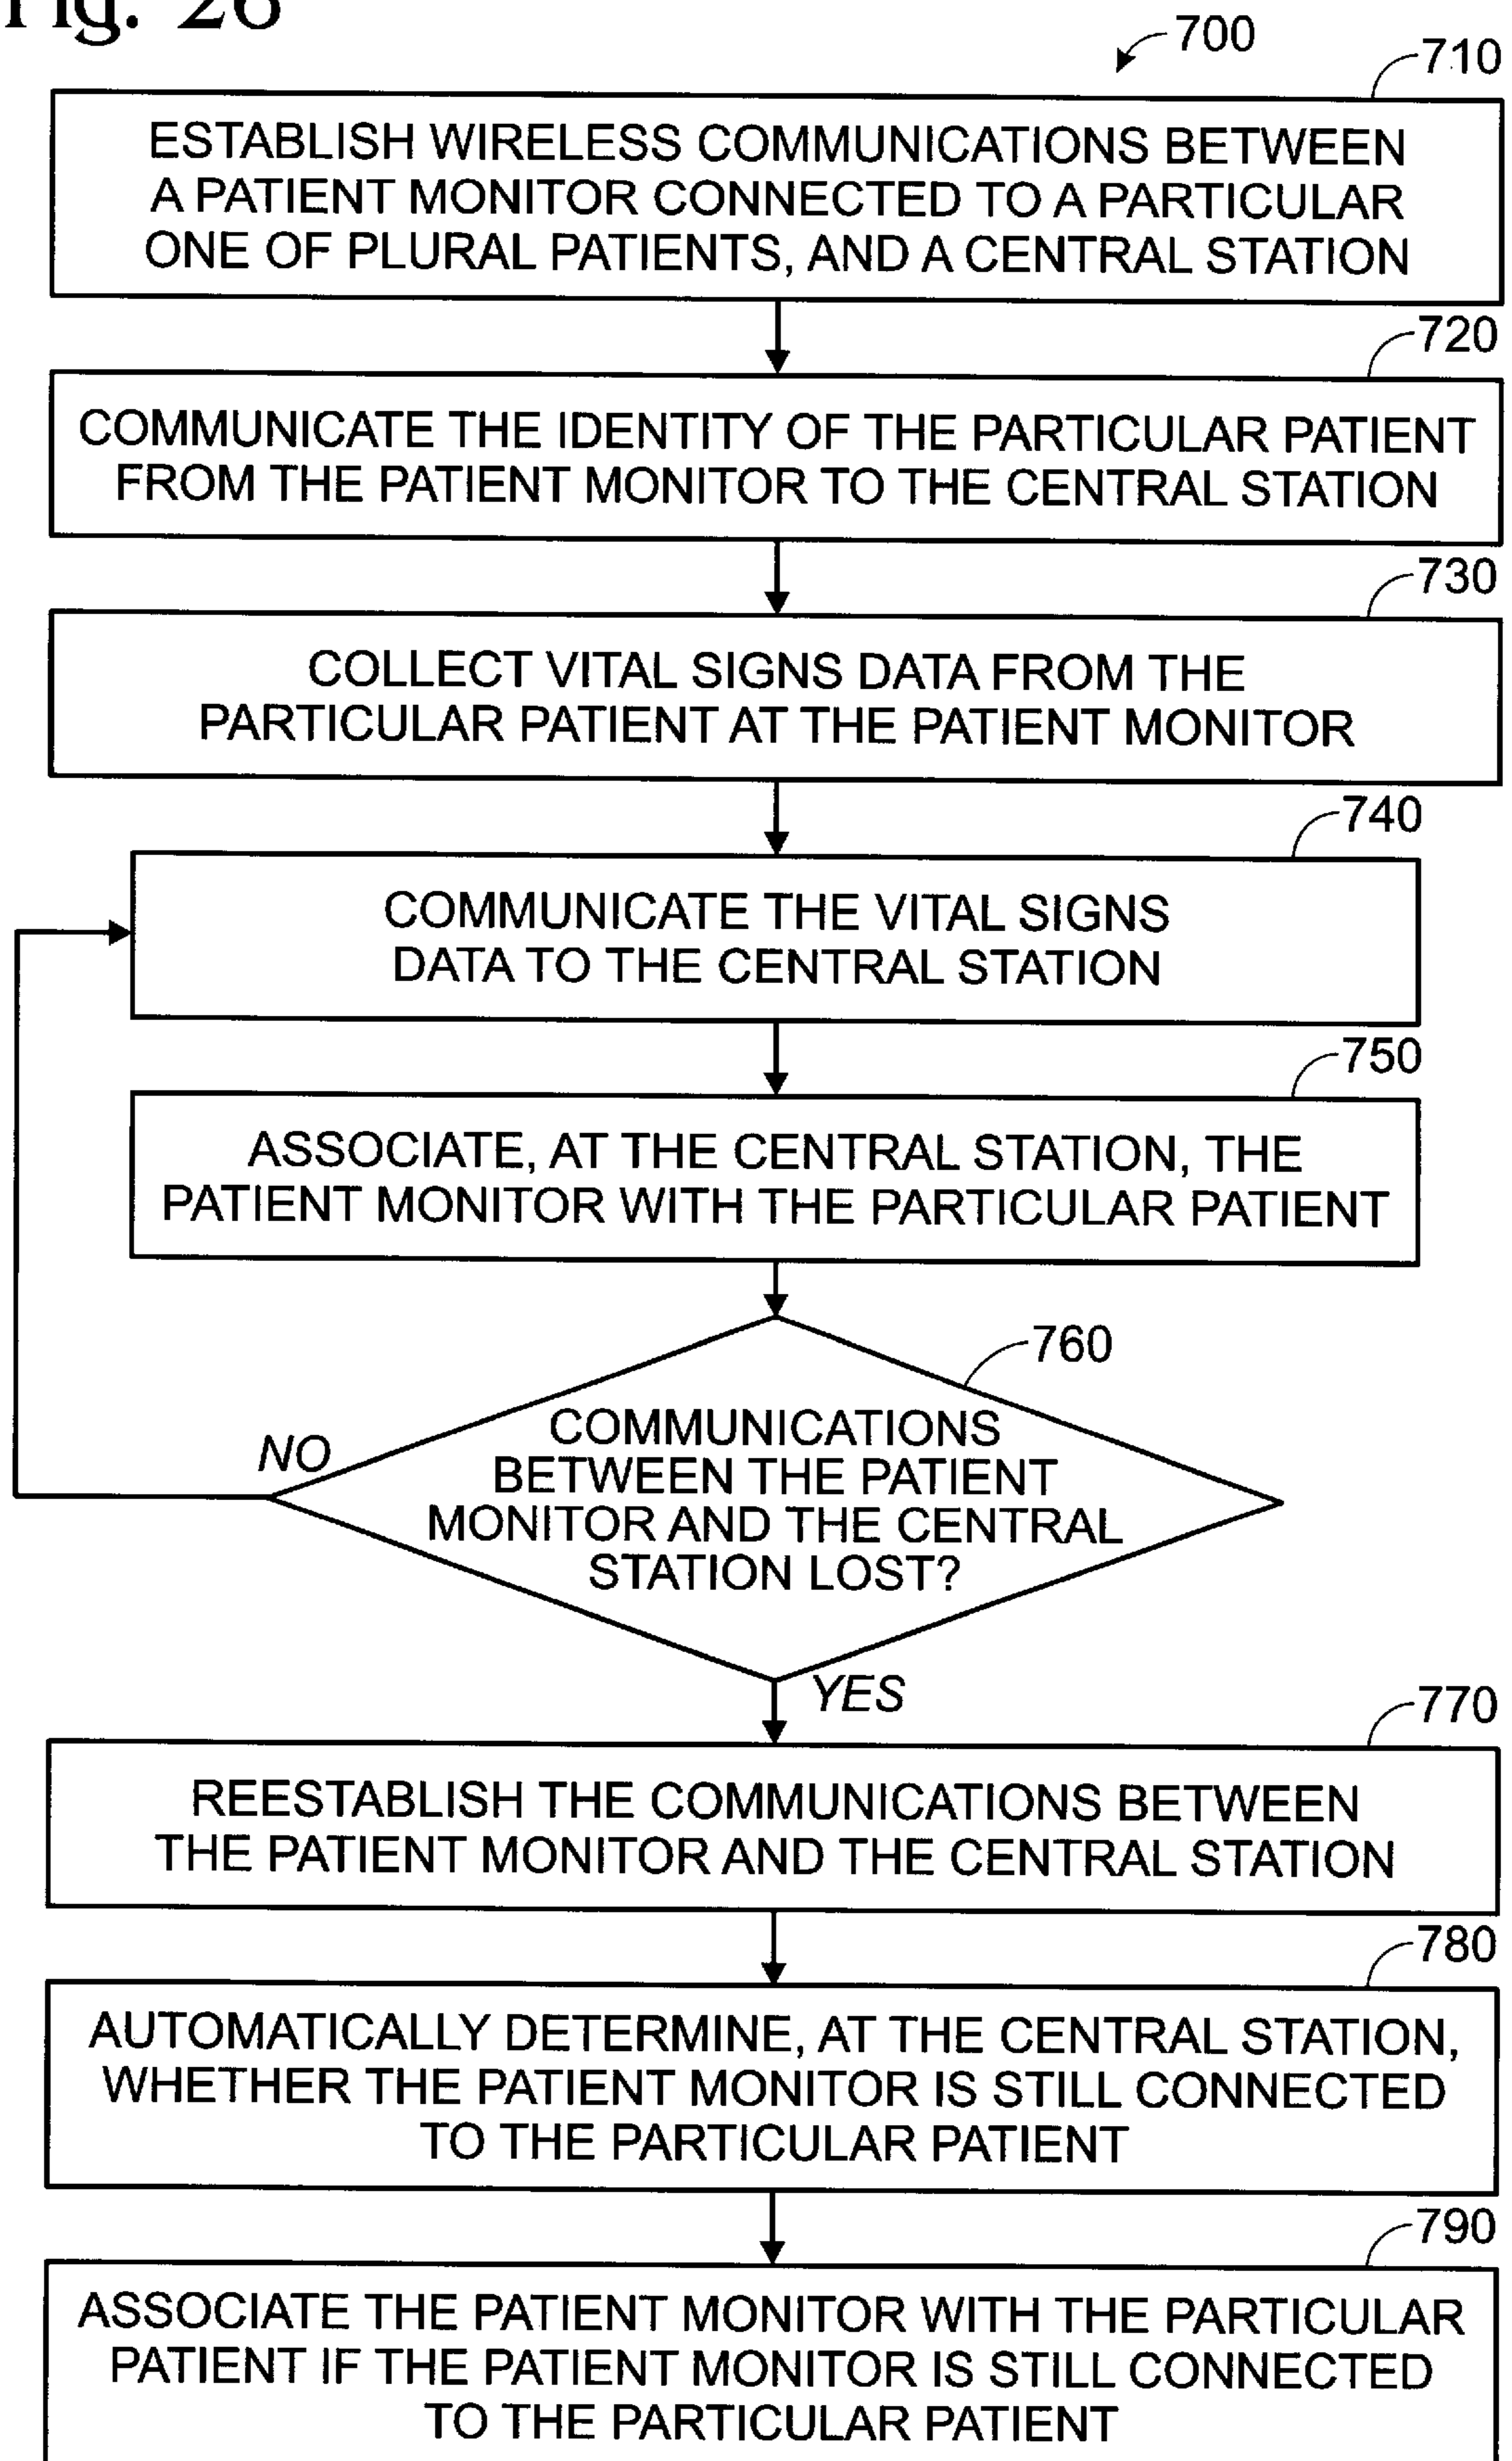 Fig. 26
700
710
ESTABLISH WIRELESS COMMUNICATIONS BETWEEN
A PATIENT MONITOR CONNECTED TO A PARTICULAR
ONE OF PLURAL PATIENTS, AND A CENTRAL STATION
720
COMMUNICATE THE IDENTITY OF THE PARTICULAR PATIENT
FROM THE PATIENT MONITOR TO THE CENTRAL STATION
730
COLLECT VITAL SIGNS DATA FROM THE
PARTICULAR PATIENT AT THE PATIENT MONITOR
740
COMMUNICATE THE VITAL SIGNS
DATA TO THE CENTRAL STATION
750
ASSOCIATE, AT THE CENTRAL STATION, THE
PATIENT MONITOR WITH THE PARTICULAR PATIENT
760
COMMUNICATIONS
BETWEEN THE PATIENT
MONITOR AND THE CENTRAL
STATION LOST?
NO
YES
770
REESTABLISH THE COMMUNICATIONS BETWEEN
THE PATIENT MONITOR AND THE CENTRAL STATION
780
AUTOMATICALLY DETERMINE, AT THE CENTRAL STATION,
WHETHER THE PATIENT MONITOR IS STILL CONNECTED
TO THE PARTICULAR PATIENT
790
ASSOCIATE THE PATIENT MONITOR WITH THE PARTICULAR
PATIENT IF THE PATIENT MONITOR IS STILL CONNECTED
TO THE PARTICULAR PATIENT